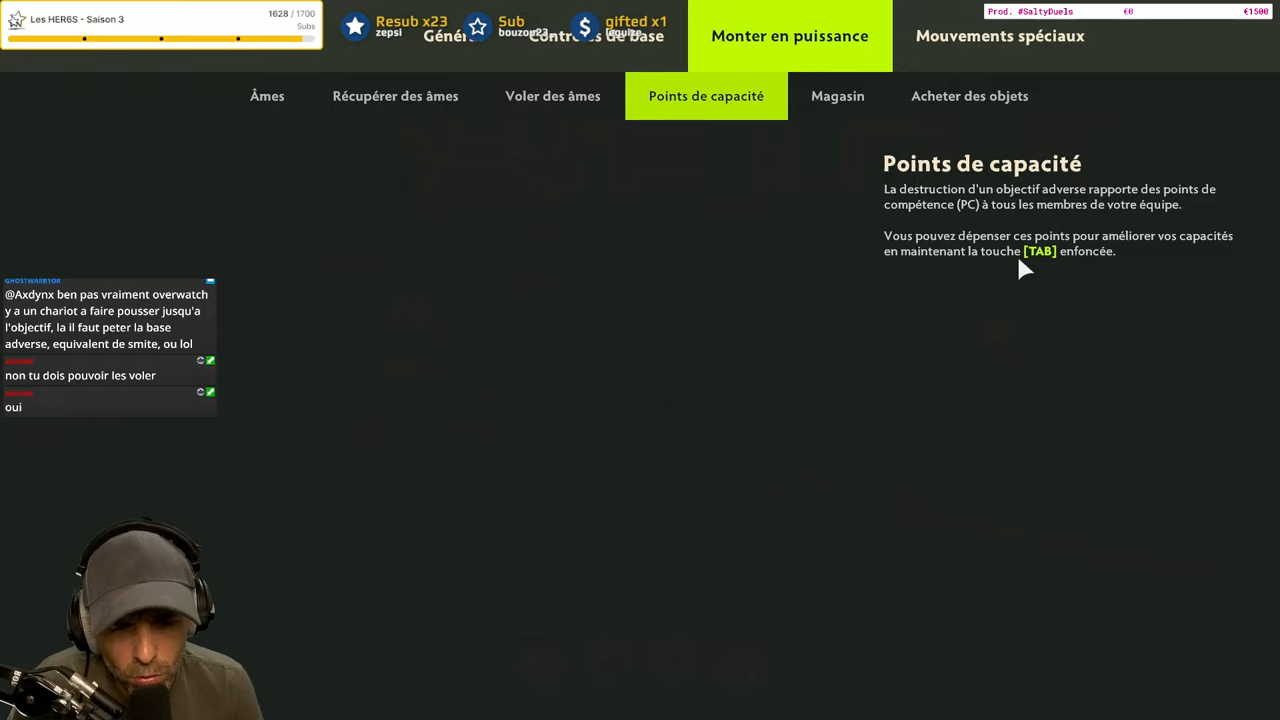 Les HER6S - Saison 3
1628 / 1700
Subs
Resub x23
zepsi
Sub
gifted x1
Contrôles de base
Monter en puissance
Mouvements spéciaux
Prod. #SaltyDuels €0 €1500
Âmes
Récupérer des âmes
Voler des âmes
Points de capacité
Magasin
Acheter des objets
Points de capacité
La destruction d'un objectif adverse rapporte des points de
compétence (PC) à tous les membres de votre équipe.
Vous pouvez dépenser ces points pour améliorer vos capacités
en maintenant la touche [TAB] enfoncée.
GHOSTWARR1OR
@Axdynx ben pas vraiment overwatch
y a un chariot a faire pousser jusqu'a
l'objectif, la il faut peter la base
adverse, equivalent de smite, ou lol
non tu dois pouvoir les voler
oui